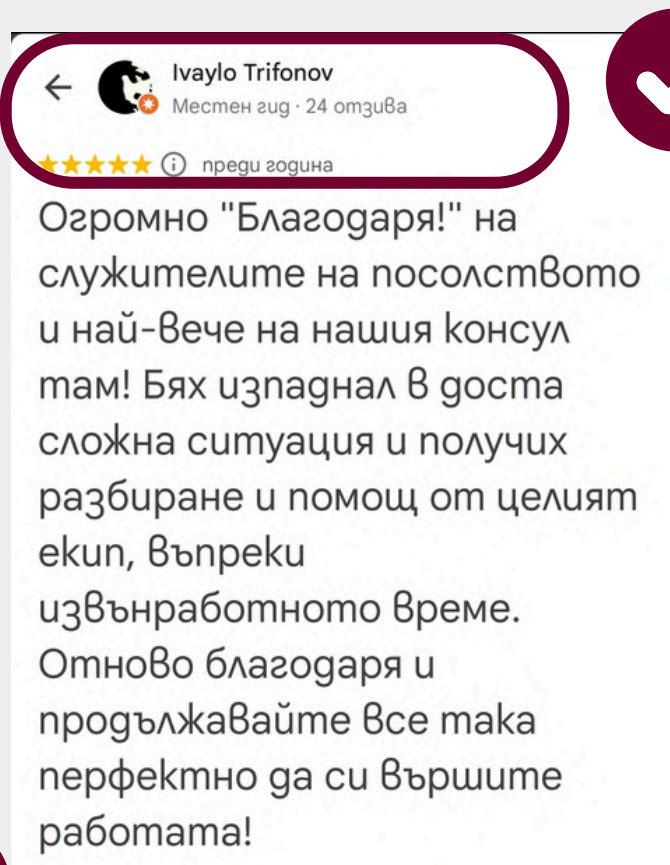 Ivaylo Trifonov
Местен гид · 24 отзива
преди година
Огромно "Благодаря!" на
служителите на посолството
и най-вече на нашия консул
там! Бях изпаднал в доста
сложна ситуация и получих
разбиране и помощ от целият
екип, въпреки
извънработното време.
Отново благодаря и
продължавайте все така
перфектно да си вършите
работата!